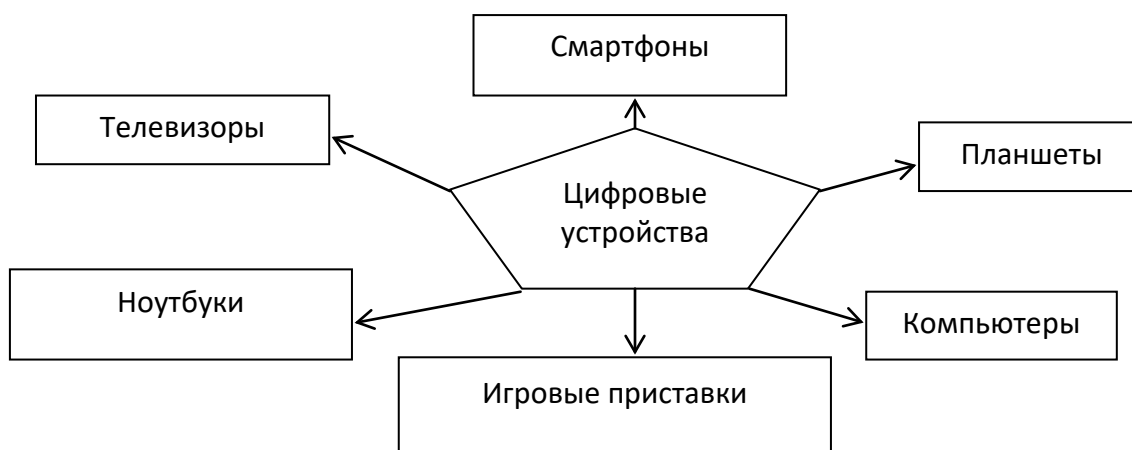 Смартфоны
Телевизоры
Планшеты
Цифровые
устройства
Ноутбуки
Компьютеры
Игровые приставки